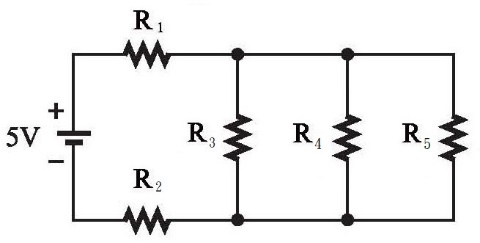 R₁
+
5V
−
R₃
R₄
R₅
R₂